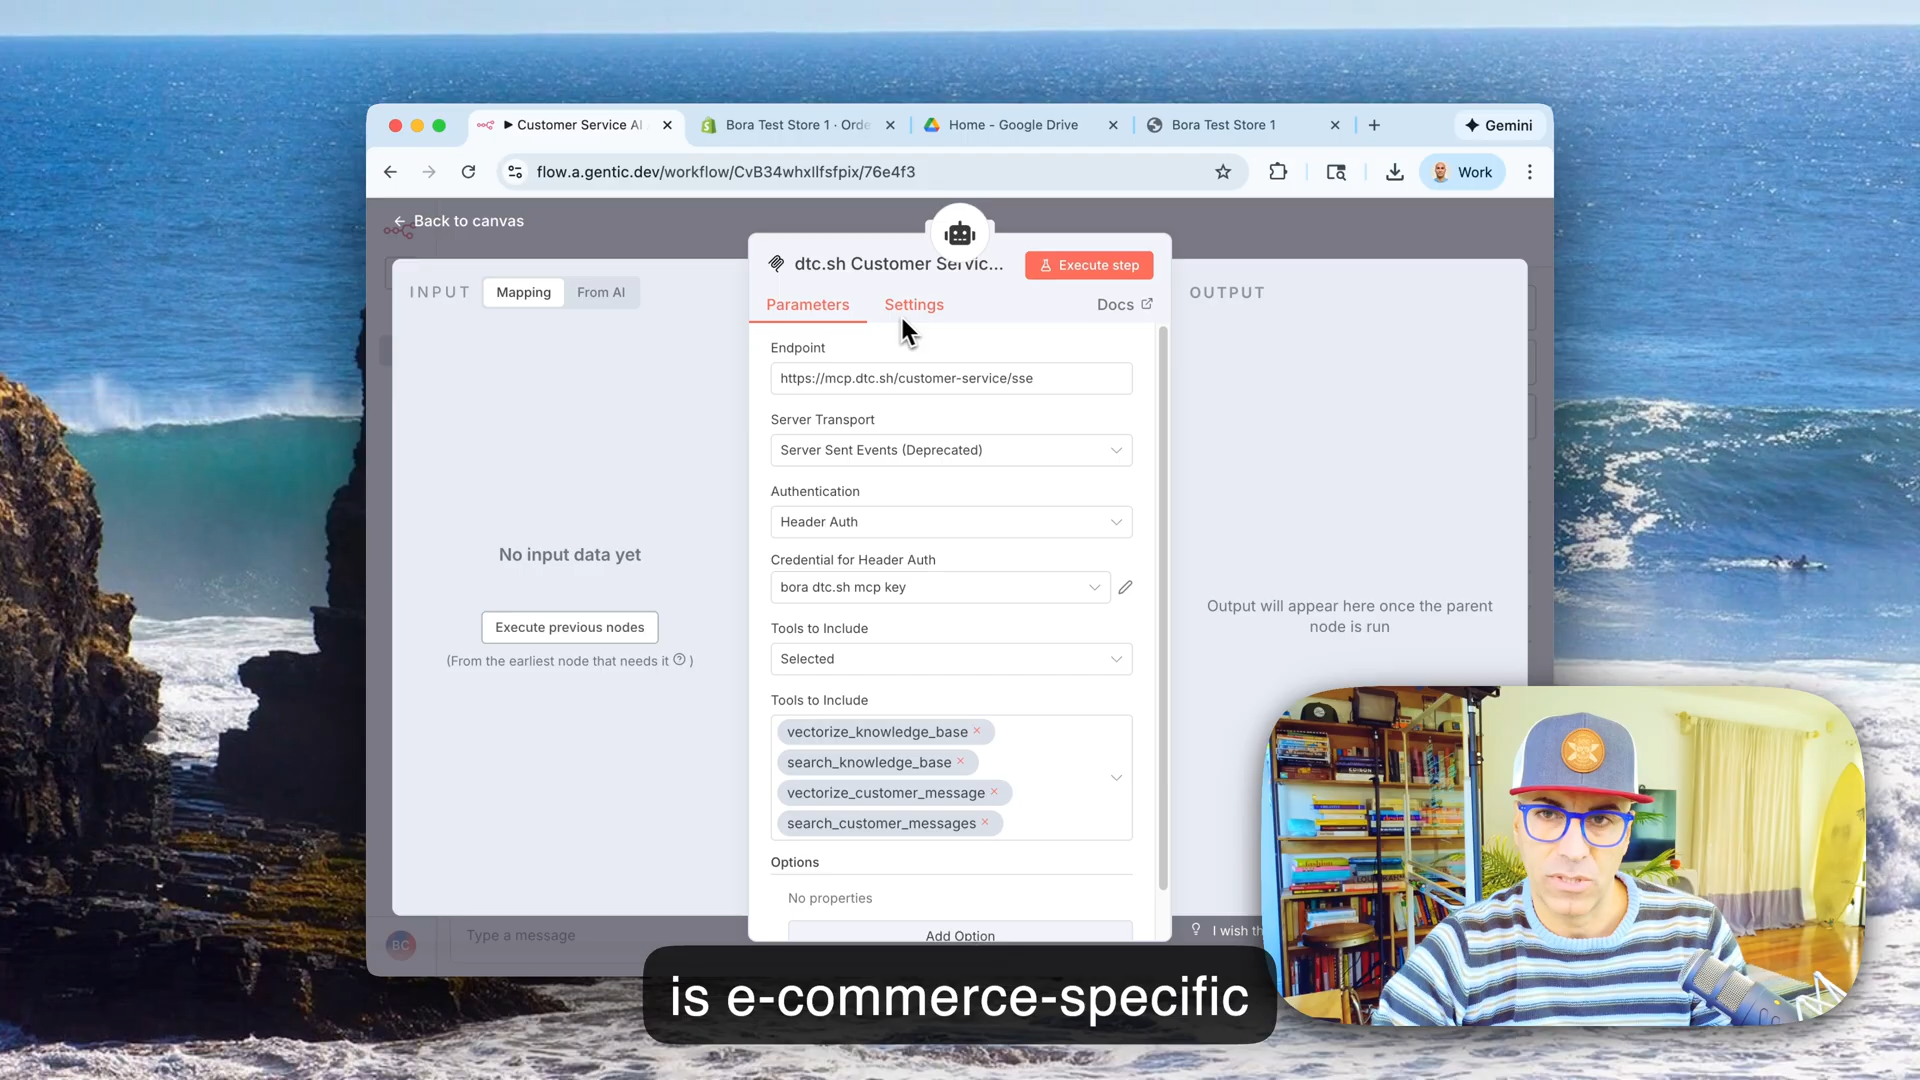 Customer Service AI
Bora Test Store 1 · Orde
Home - Google Drive
Bora Test Store 1
Gemini
flow.a.gentic.dev/workflow/CvB34whxIlfsfpix/76e4f3
Work
Back to canvas
dtc.sh Customer Servic...
Execute step
INPUT
Mapping
From AI
Parameters
Settings
Docs
OUTPUT
Endpoint
https://mcp.dtc.sh/customer-service/sse
Server Transport
Server Sent Events (Deprecated)
Authentication
Header Auth
Credential for Header Auth
bora dtc.sh mcp key
No input data yet
Execute previous nodes
(From the earliest node that needs it ? )
Output will appear here once the parent
node is run
Tools to Include
Selected
Tools to Include
vectorize_knowledge_base
search_knowledge_base
vectorize_customer_message
search_customer_messages
Options
No properties
Add Option
BC
Type a message
I wish th
is e-commerce-specific